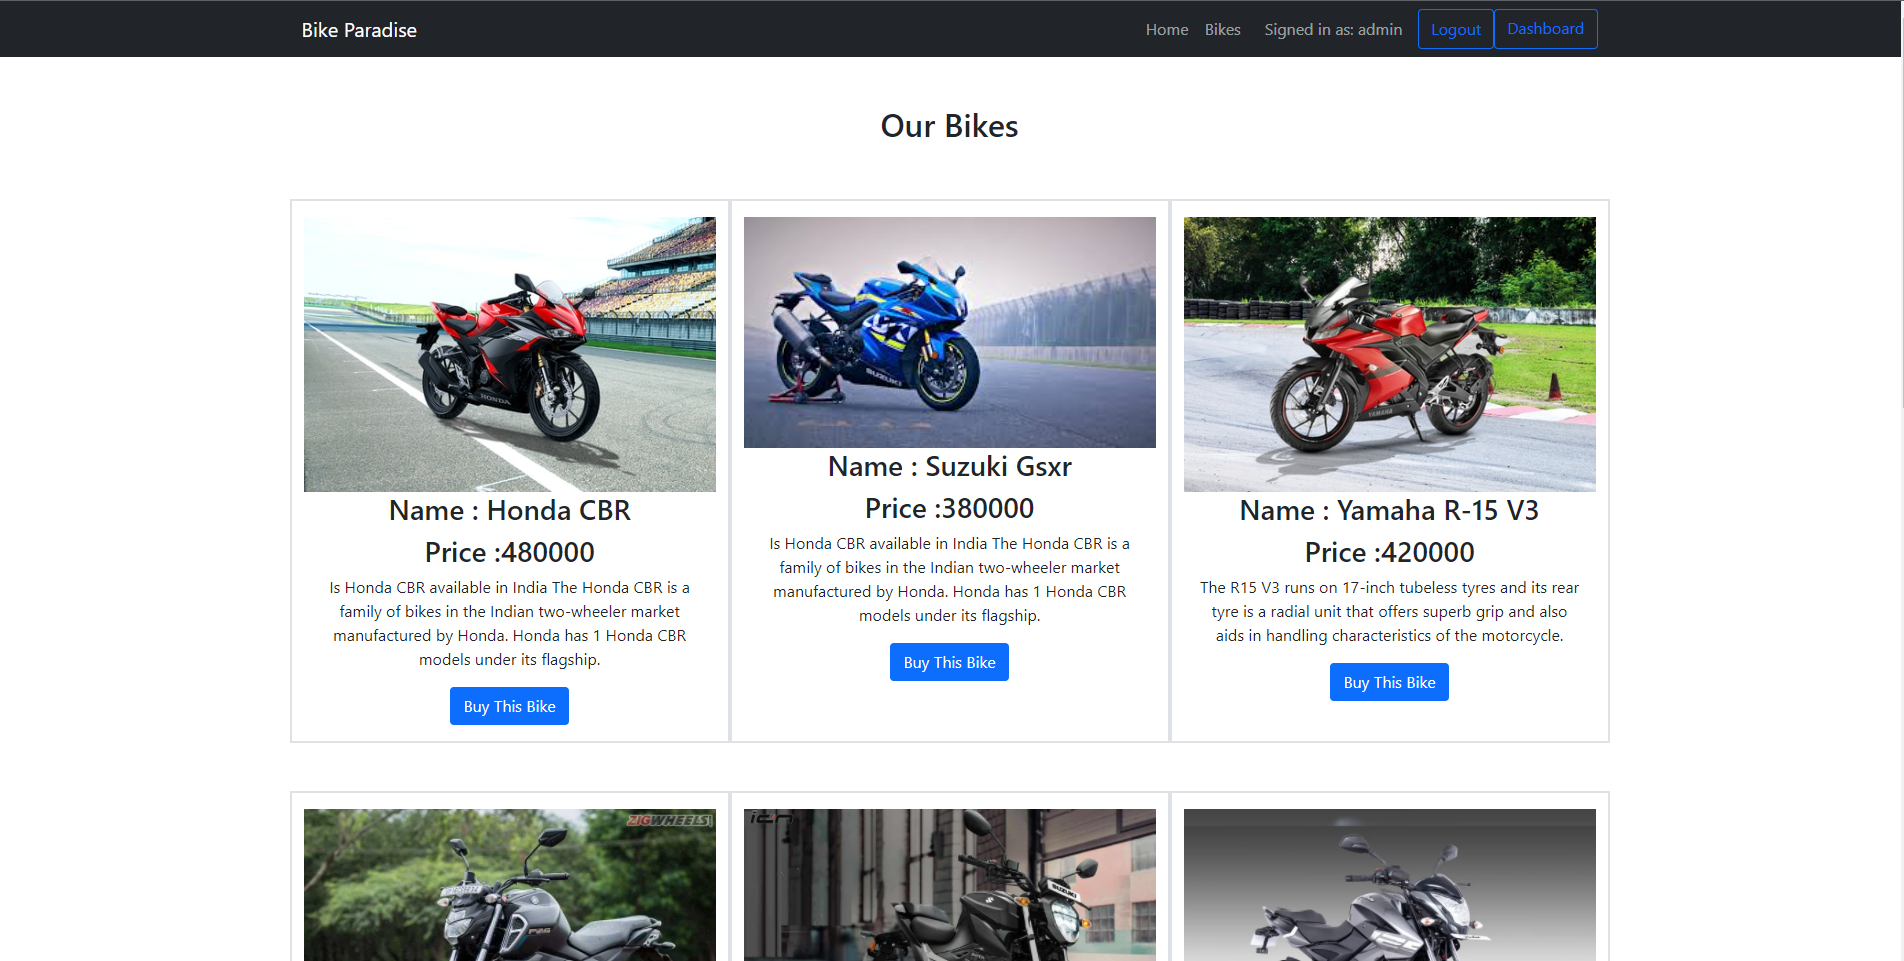 Bike Paradise
Home Bikes Signed in as: admin Logout Dashboard
Our Bikes
HONDA
Name : Honda CBR
Price :480000
Is Honda CBR available in India The Honda CBR is a
family of bikes in the Indian two-wheeler market
manufactured by Honda. Honda has 1 Honda CBR
models under its flagship.
Buy This Bike
SUZUKI
Name : Suzuki Gsxr
Price :380000
Is Honda CBR available in India The Honda CBR is a
family of bikes in the Indian two-wheeler market
manufactured by Honda. Honda has 1 Honda CBR
models under its flagship.
Buy This Bike
YAMAHA
Name : Yamaha R-15 V3
Price :420000
The R15 V3 runs on 17-inch tubeless tyres and its rear
tyre is a radial unit that offers superb grip and also
aids in handling characteristics of the motorcycle.
Buy This Bike
ZIGWHEELS
SUZUKI